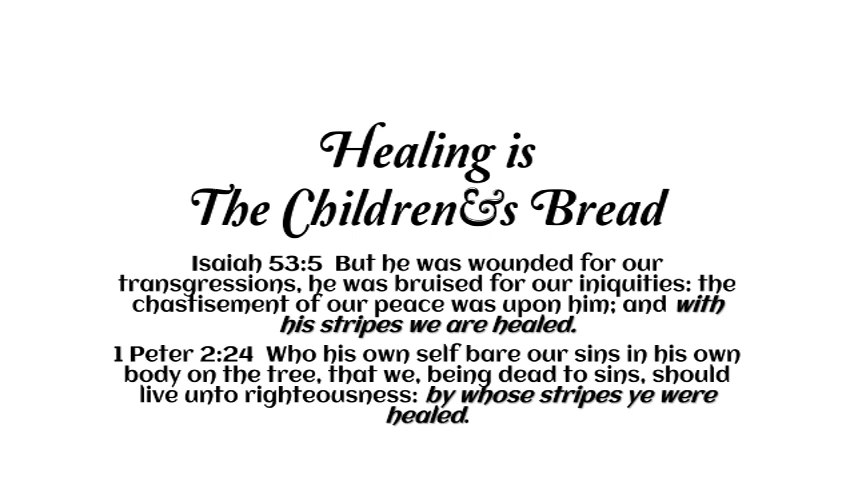 Healing is
The Children&s Bread
Isaiah 53:5  But he was wounded for our
transgressions, he was bruised for our iniquities: the
chastisement of our peace was upon him; and with
his stripes we are healed.
1 Peter 2:24  Who his own self bare our sins in his own
body on the tree, that we, being dead to sins, should
live unto righteousness: by whose stripes ye were
healed.